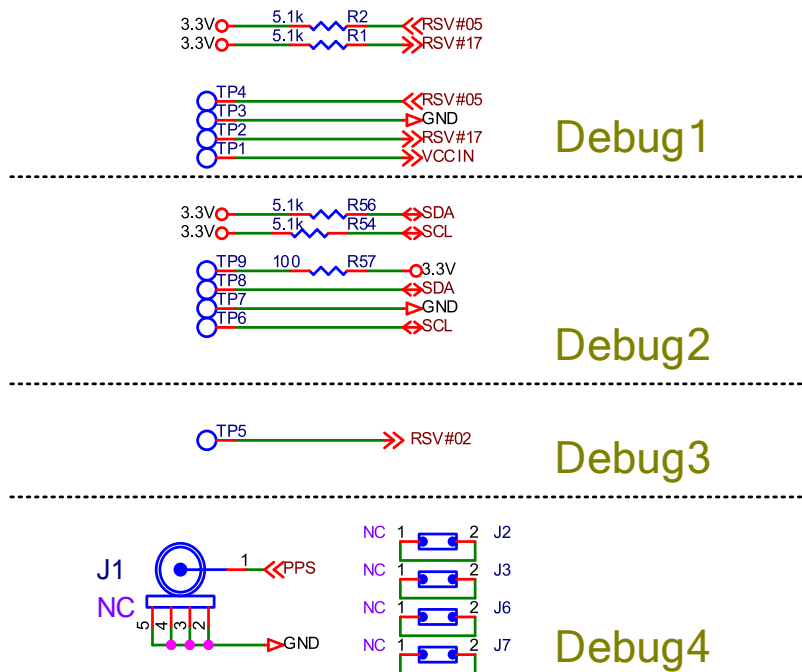 3.3V 5.1k R2 RSV#05
3.3V 5.1k R1 RSV#17
TP4 RSV#05
TP3 GND
TP2 RSV#17
TP1 VCCIN
Debug1
3.3V 5.1k R56 SDA
3.3V 5.1k R54 SCL
TP9 100 R57 3.3V
TP8 SDA
TP7 GND
TP6 SCL
Debug2
TP5 RSV#02
Debug3
J1
NC
1 PPS
5 4 3 2
GND
NC 1 2 J2
NC 1 2 J3
NC 1 2 J6
NC 1 2 J7
Debug4